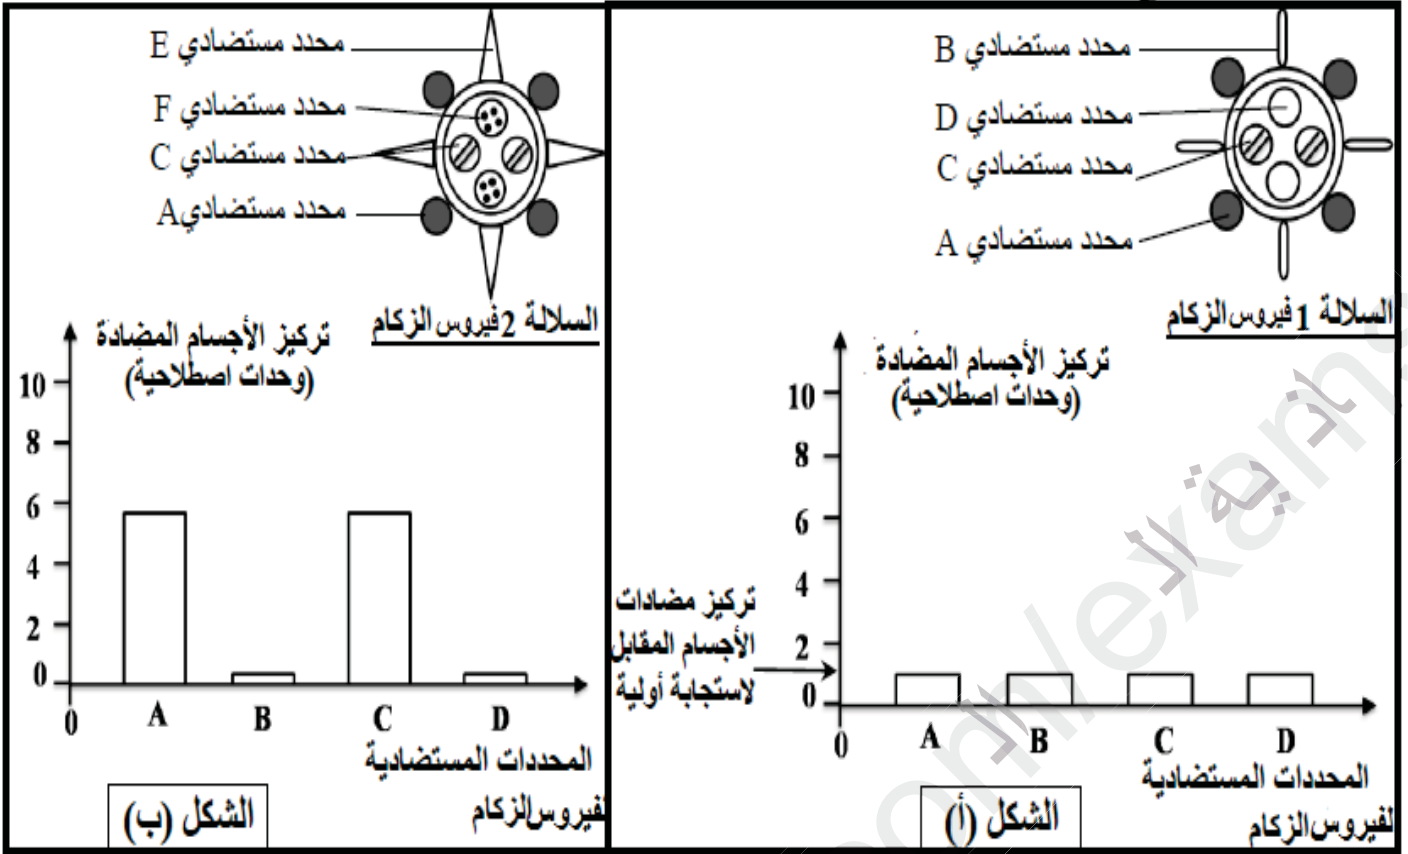 محدد مستضادي B
محدد مستضادي D
محدد مستضادي C
محدد مستضادي A
السلالة 1 فيروس الزكام
تركيز الأجسام المضادة
(وحدات اصطلاحية)
10
8
6
4
2
0
تركيز مضادات
الأجسام المقابل
لاستجابة أولية
0 A B C D
المحددات المستضادية
لفيروس الزكام
الشكل (أ)
محدد مستضادي E
محدد مستضادي F
محدد مستضادي C
محدد مستضادي A
السلالة 2 فيروس الزكام
تركيز الأجسام المضادة
(وحدات اصطلاحية)
10
8
6
4
2
0
0 A B C D
المحددات المستضادية
لفيروس الزكام
الشكل (ب)
om/exams